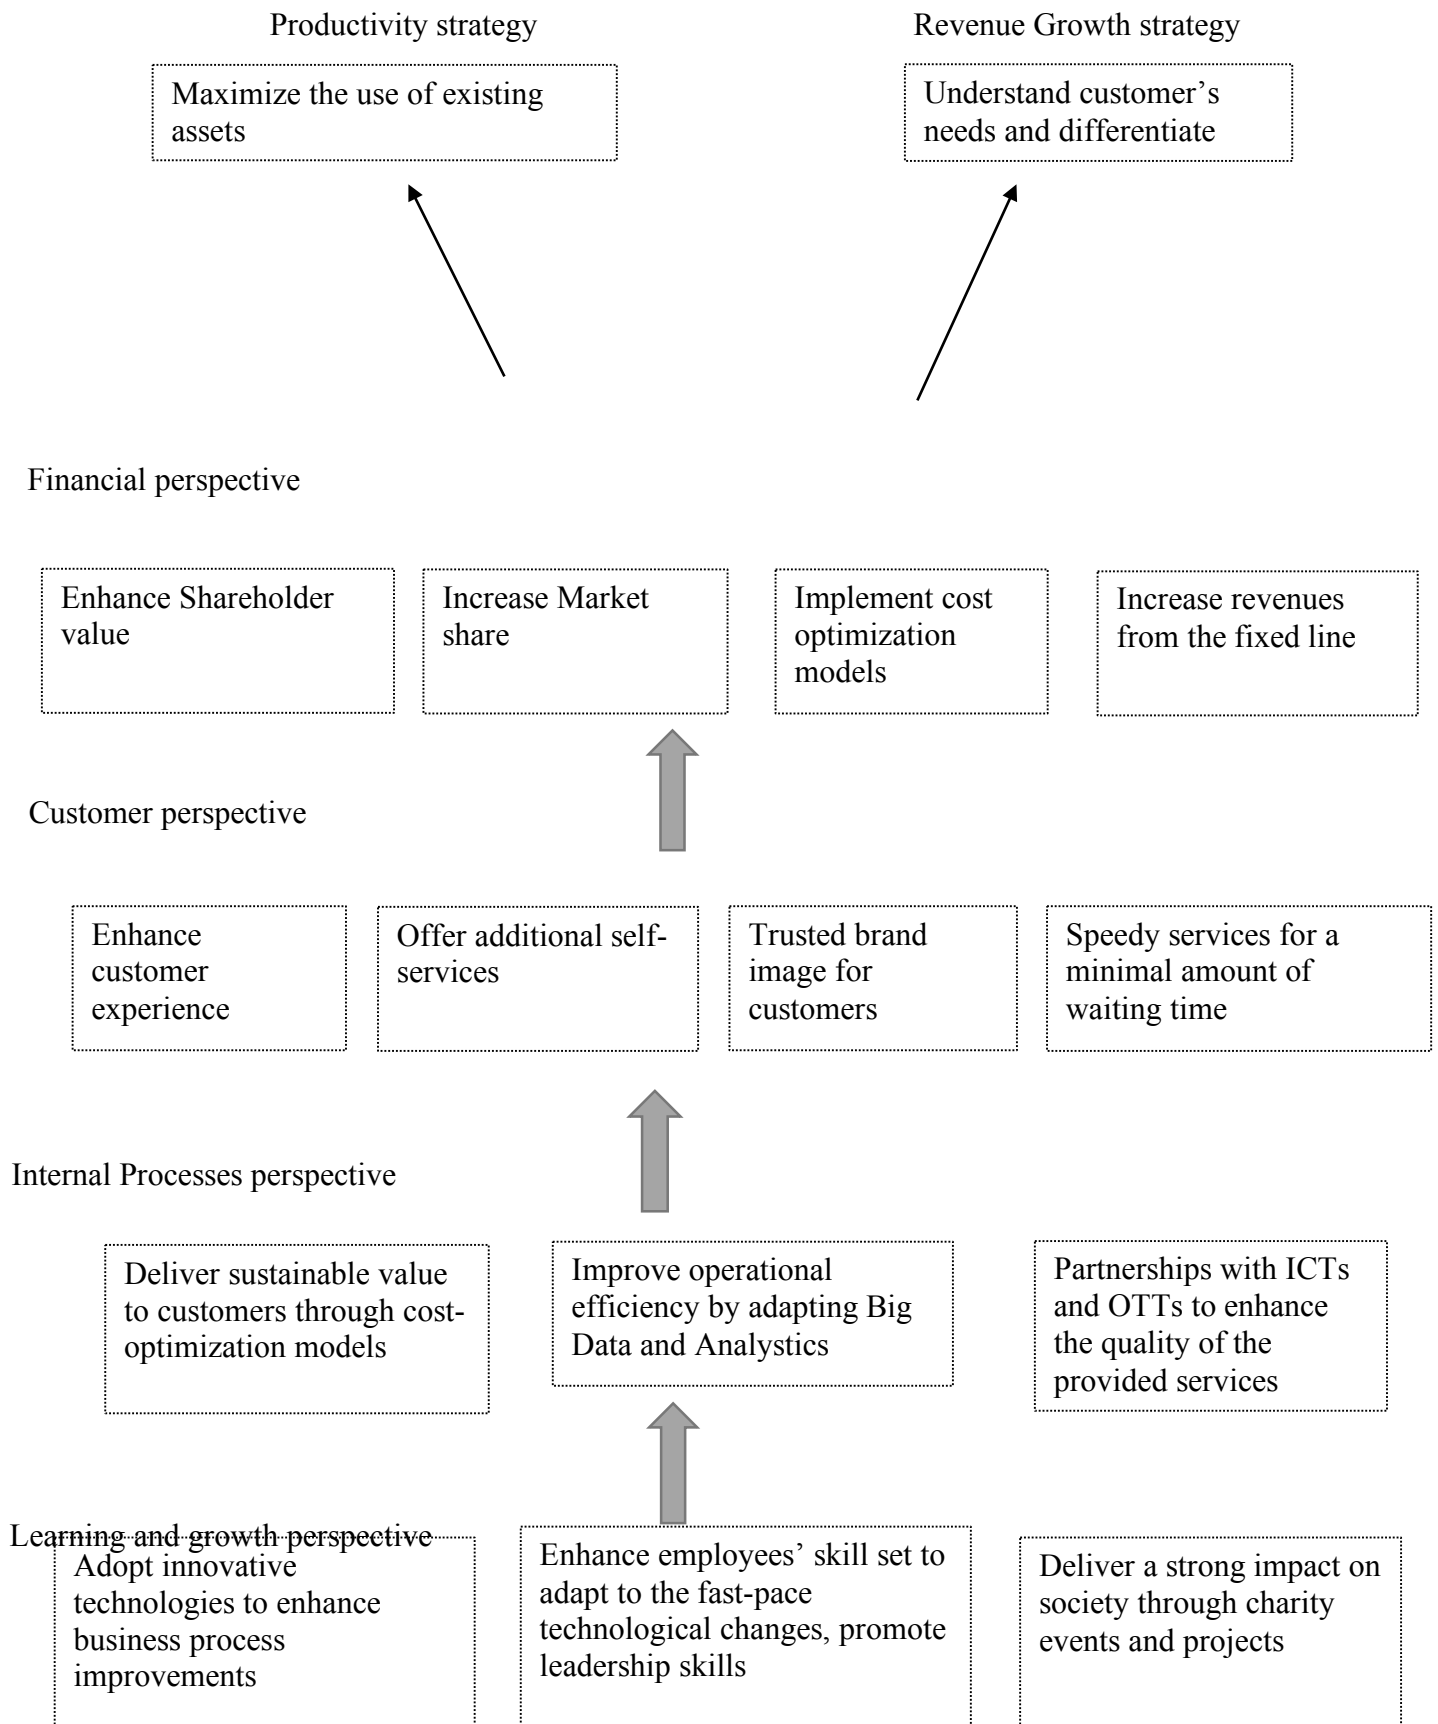 Productivity strategy
Revenue Growth strategy
Maximize the use of existing
assets
Understand customer’s
needs and differentiate
Financial perspective
Enhance Shareholder
value
Increase Market
share
Implement cost
optimization
models
Increase revenues
from the fixed line
Customer perspective
Enhance
customer
experience
Offer additional self-
services
Trusted brand
image for
customers
Speedy services for a
minimal amount of
waiting time
Internal Processes perspective
Deliver sustainable value
to customers through cost-
optimization models
Improve operational
efficiency by adapting Big
Data and Analystics
Partnerships with ICTs
and OTTs to enhance
the quality of the
provided services
Learning and growth perspective
Adopt innovative
technologies to enhance
business process
improvements
Enhance employees’ skill set to
adapt to the fast-pace
technological changes, promote
leadership skills
Deliver a strong impact on
society through charity
events and projects